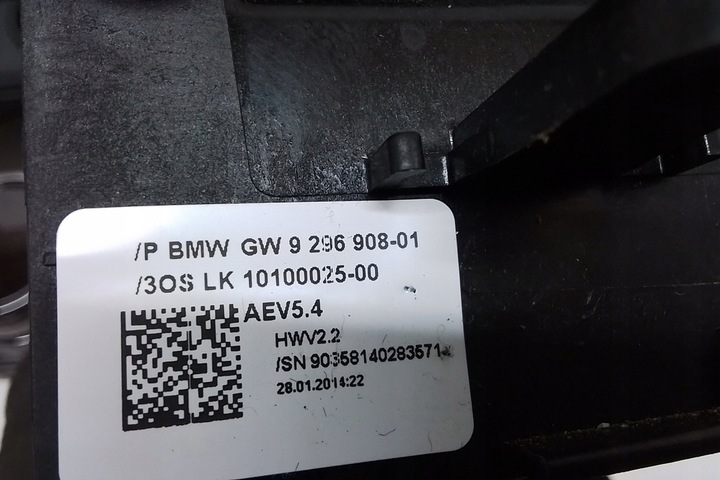 /P BMW GW 9 296 908-01
/3OS LK 10100025-00
AEV5.4
HWV2.2
/SN 90358140283571
28.01.2014:22